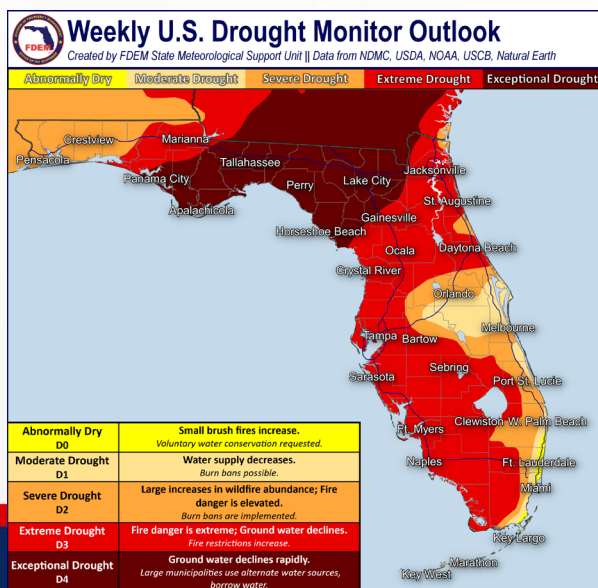 Weekly U.S. Drought Monitor Outlook
Created by FDEM State Meteorological Support Unit || Data from NDMC, USDA, NOAA, USCB, Natural Earth
FDEM
Abnormally Dry Moderate Drought Severe Drought Extreme Drought Exceptional Drought
Crestview
Marianna
Pensacola
Tallahassee
Jacksonville
Panama City
Perry
Lake City
Apalachicola
St. Augustine
Gainesville
Horseshoe Beach
Ocala
Daytona Beach
Crystal River
Orlando
Melbourne
Tampa
Bartow
Sebring
Sarasota
Port St. Lucie
Clewiston
W. Palm Beach
Ft. Myers
Naples
Ft. Lauderdale
Miami
Key Largo
Marathon
Key West
Abnormally Dry
D0
Small brush fires increase.
Voluntary water conservation requested.
Moderate Drought
D1
Water supply decreases.
Burn bans possible.
Severe Drought
D2
Large increases in wildfire abundance; Fire
danger is elevated.
Burn bans are implemented.
Extreme Drought
D3
Fire danger is extreme; Ground water declines.
Fire restrictions increase.
Exceptional Drought
D4
Ground water declines rapidly.
Large municipalities use alternate water sources,
borrow water.